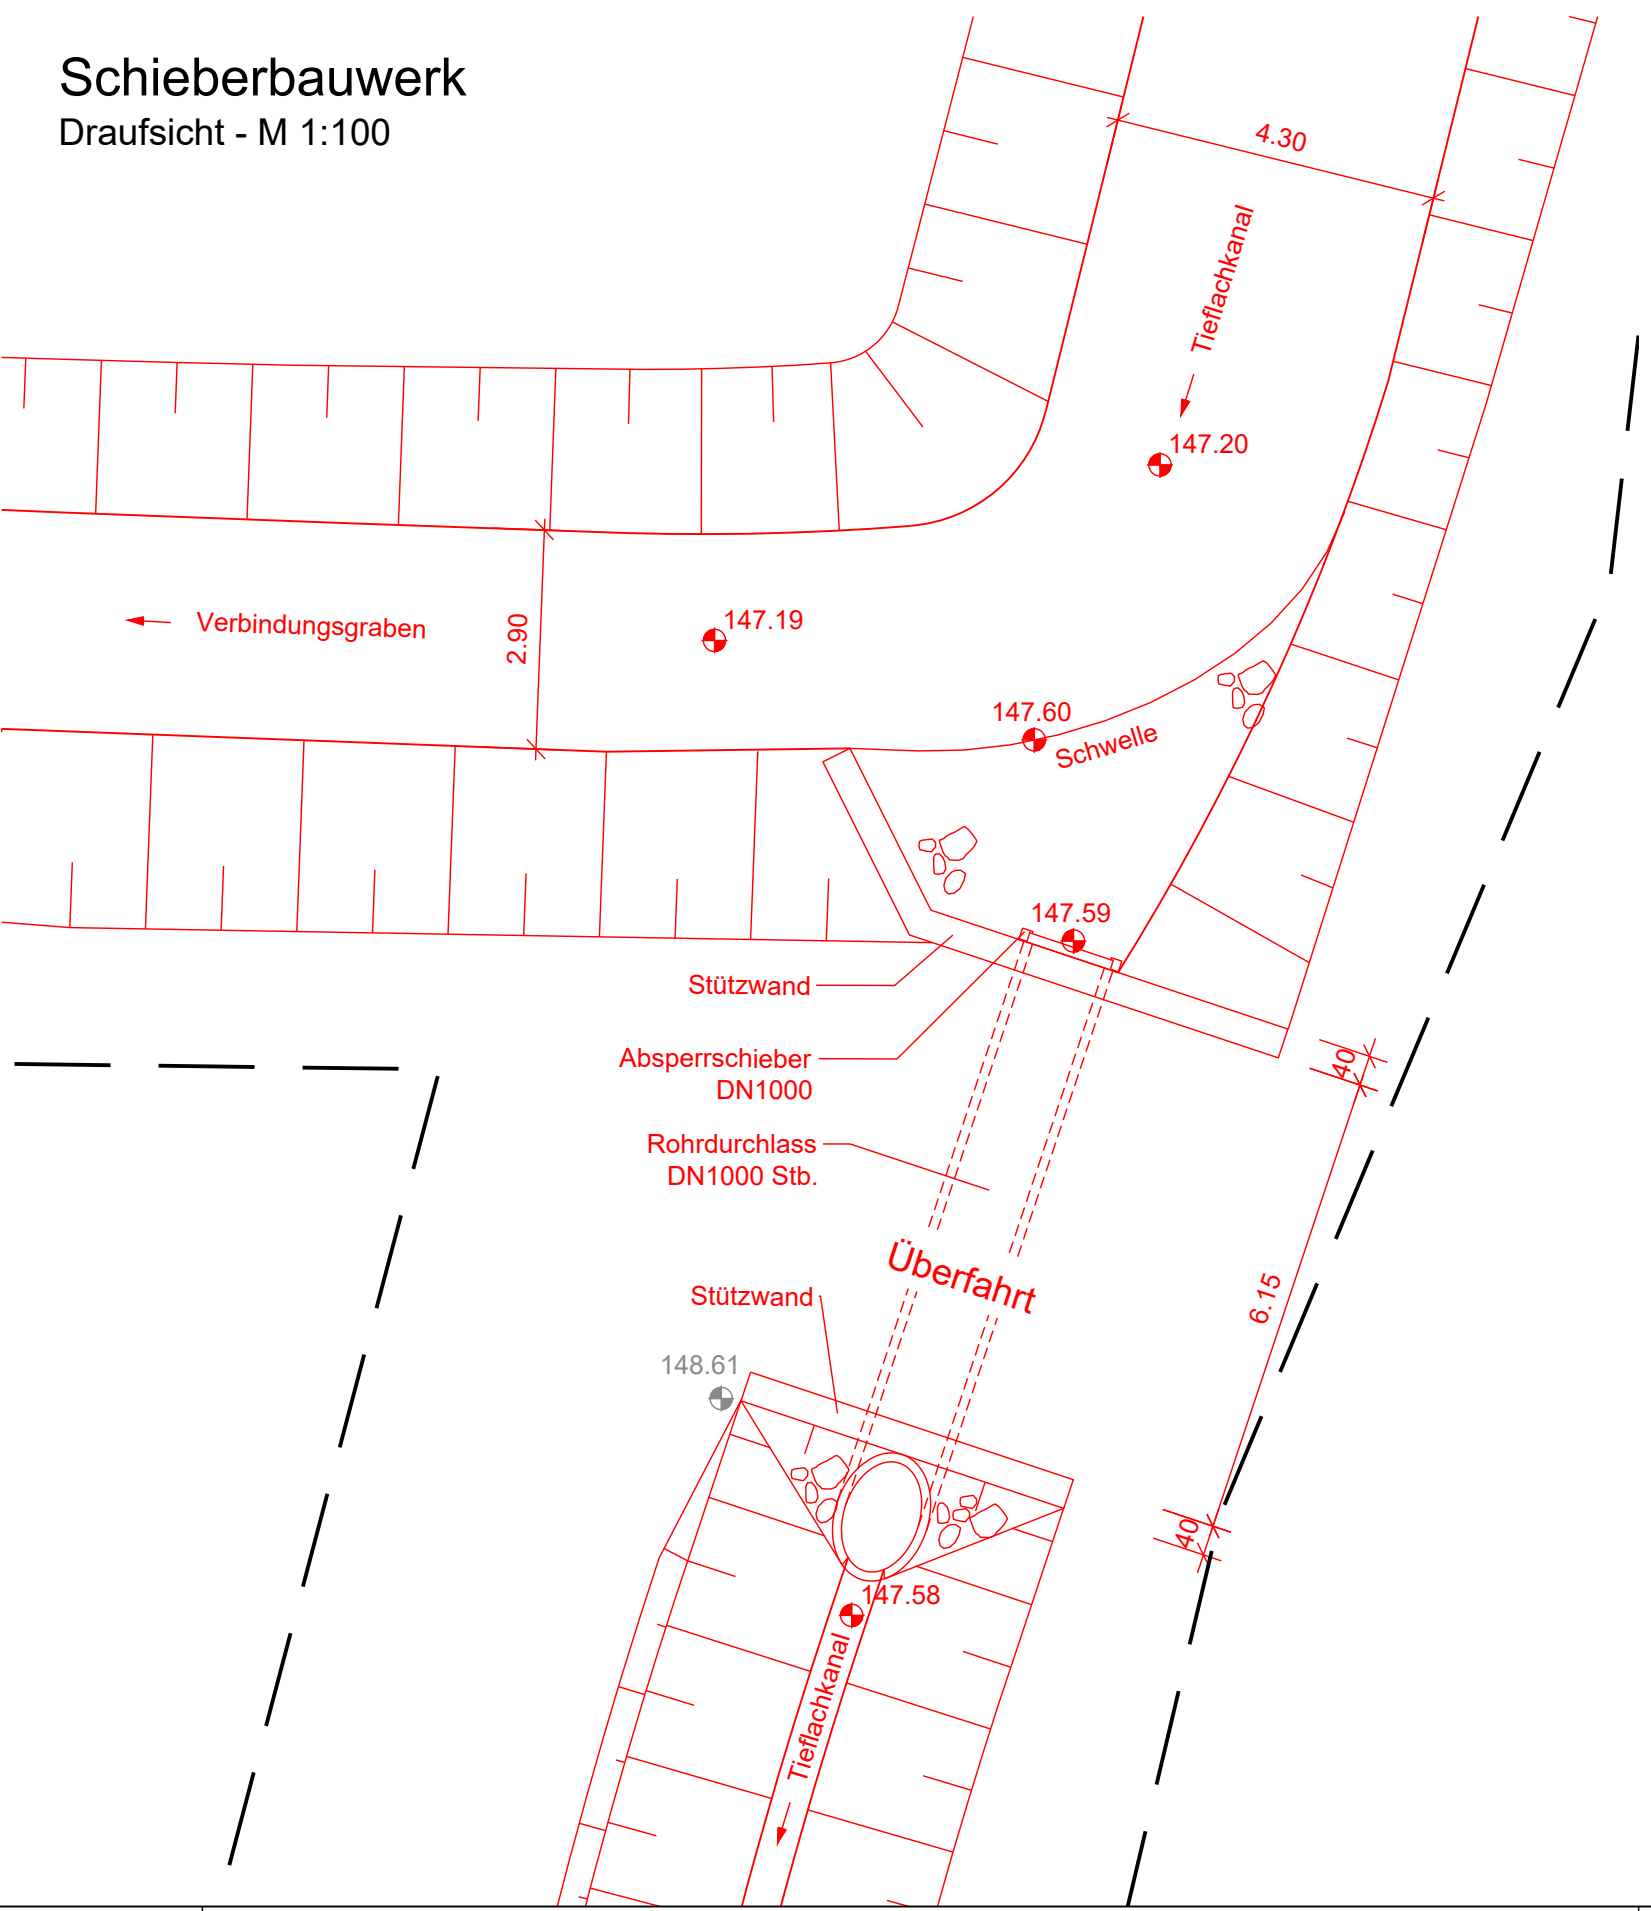 Schieberbauwerk
Draufsicht - M 1:100
4.30
Tieflachkanal
147.20
Verbindungsgraben
2.90
147.19
147.60
Schwelle
147.59
Stützwand
Absperrschieber
DN1000
40
Rohrdurchlass
DN1000 Stb.
Überfahrt
6.15
Stützwand
148.61
40
147.58
Tieflachkanal